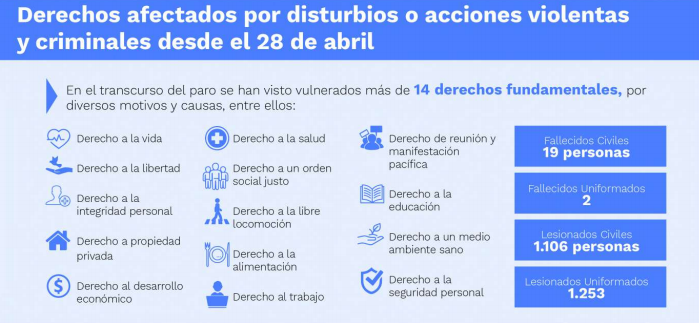 Derechos afectados por disturbios o acciones violentas
y criminales desde el 28 de abril
En el transcurso del paro se han visto vulnerados más de 14 derechos fundamentales, por
diversos motivos y causas, entre ellos:
Derecho a la vida
Derecho a la libertad
Derecho a la
integridad personal
Derecho a propiedad
privada
Derecho al desarrollo
económico
Derecho a la salud
Derecho a un orden
social justo
Derecho a la libre
locomoción
Derecho a la
alimentación
Derecho al trabajo
Derecho de reunión y
manifestación
pacífica
Derecho a la
educación
Derecho a un medio
ambiente sano
Derecho a la
seguridad personal
Fallecidos Civiles
19 personas
Fallecidos Uniformados
2
Lesionados Civiles
1.106 personas
Lesionados Uniformados
1.253